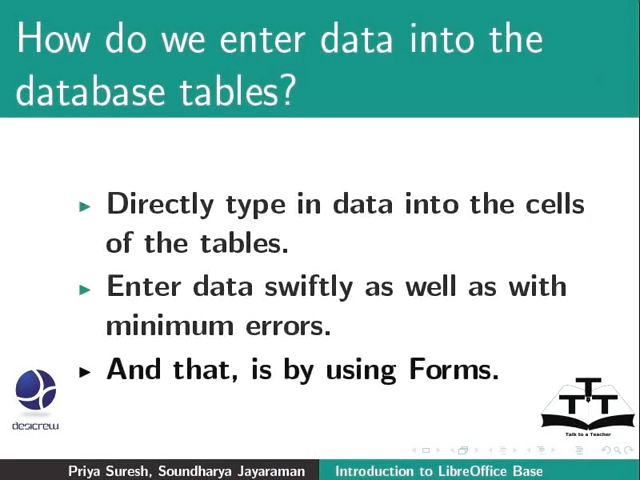 How do we enter data into the
database tables?
Directly type in data into the cells
of the tables.
Enter data swiftly as well as with
minimum errors.
And that, is by using Forms.
desicrew
TTT
Talk to a Teacher
Priya Suresh, Soundharya Jayaraman
Introduction to LibreOffice Base